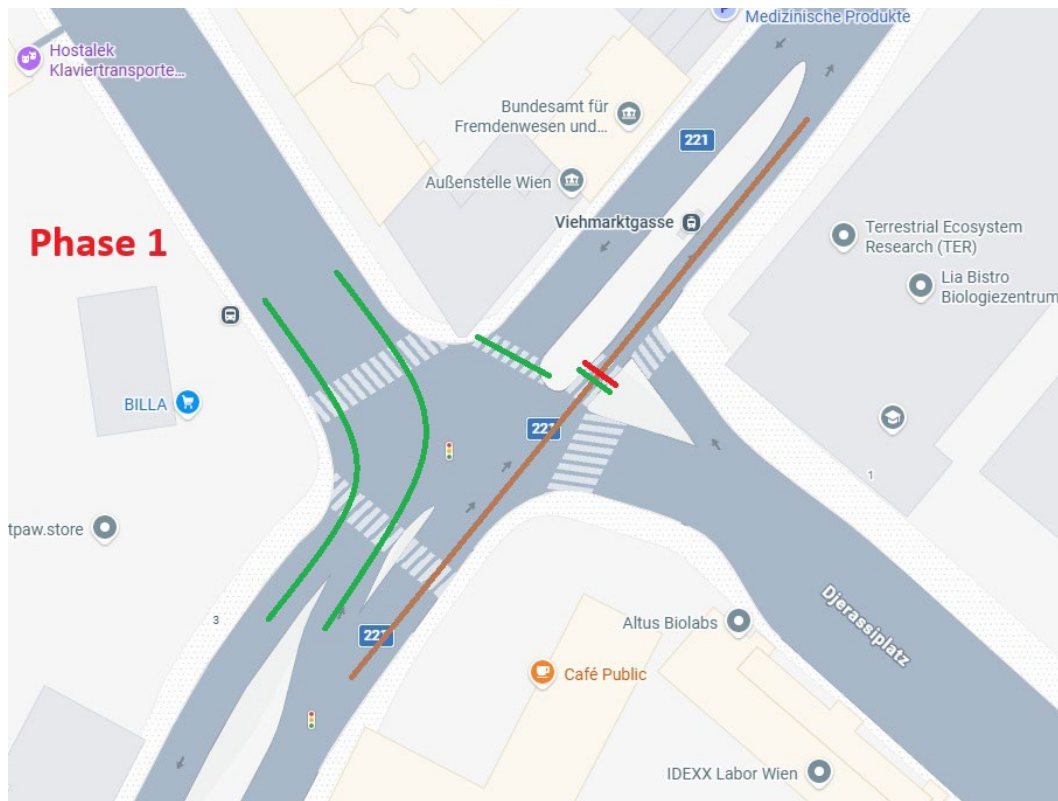 Medizinische Produkte
Hostalek
Klaviertransporte...
Bundesamt für
Fremdenwesen und...
221
Außenstelle Wien
Viehmarktgasse
Terrestrial Ecosystem
Research (TER)
Phase 1
Lia Bistro
Biologiezentrum
BILLA
221
1
tpaw.store
3
Djerassiplatz
Altus Biolabs
221
Café Public
IDEXX Labor Wien